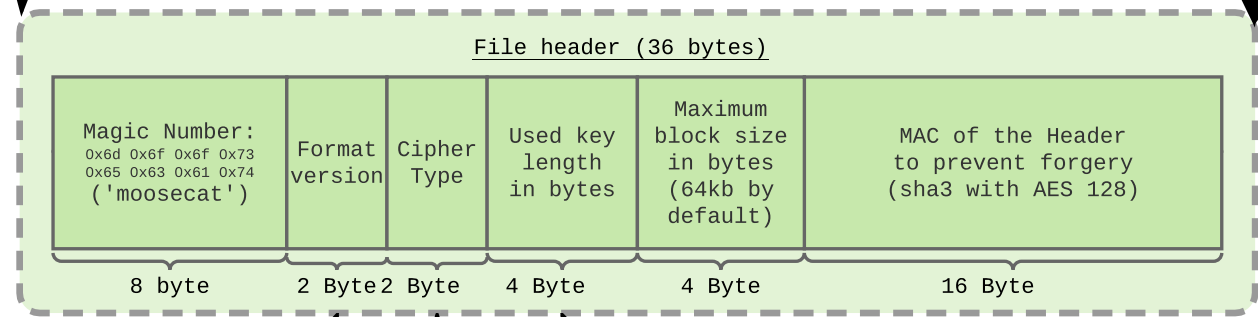 File header (36 bytes)
Magic Number:
0x6d 0x6f 0x6f 0x73
0x65 0x63 0x61 0x74
('moosecat')
Format
version
Cipher
Type
Used key
length
in bytes
Maximum
block size
in bytes
(64kb by
default)
MAC of the Header
to prevent forgery
(sha3 with AES 128)
8 byte
2 Byte
2 Byte
4 Byte
4 Byte
16 Byte